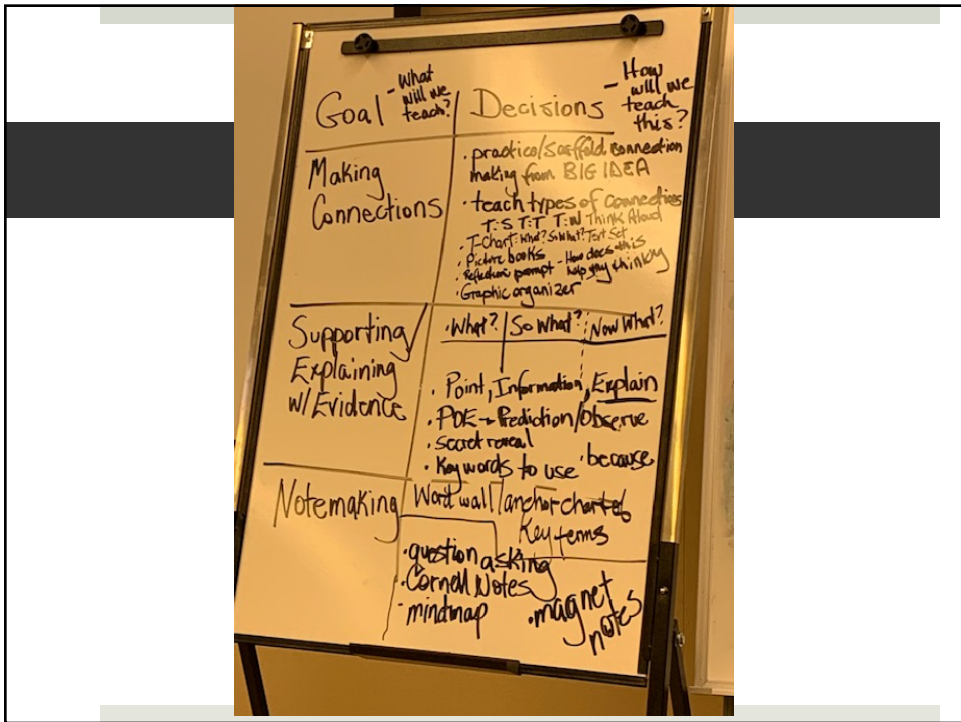 Goal - What will we teach?
Decisions - How will we teach this?
Making Connections
· practice/Scaffold connection
making from BIG IDEA
· teach types of connections
T:S T:T T:W Think Aloud
· T-Chart: What? So What? Text Set
· Picture books
· Reflection prompt - How does this
help my thinking
· Graphic organizer
Supporting/
Explaining
w/Evidence
· What? So What? Now What?
· Point, Information, Explain
· POE → Prediction/Observe
· secret reveal
· Key words to use · because
Word wall/anchor charts
Key terms
Notemaking
· question asking
· Cornell Notes
· mindmap
· magnet
notes